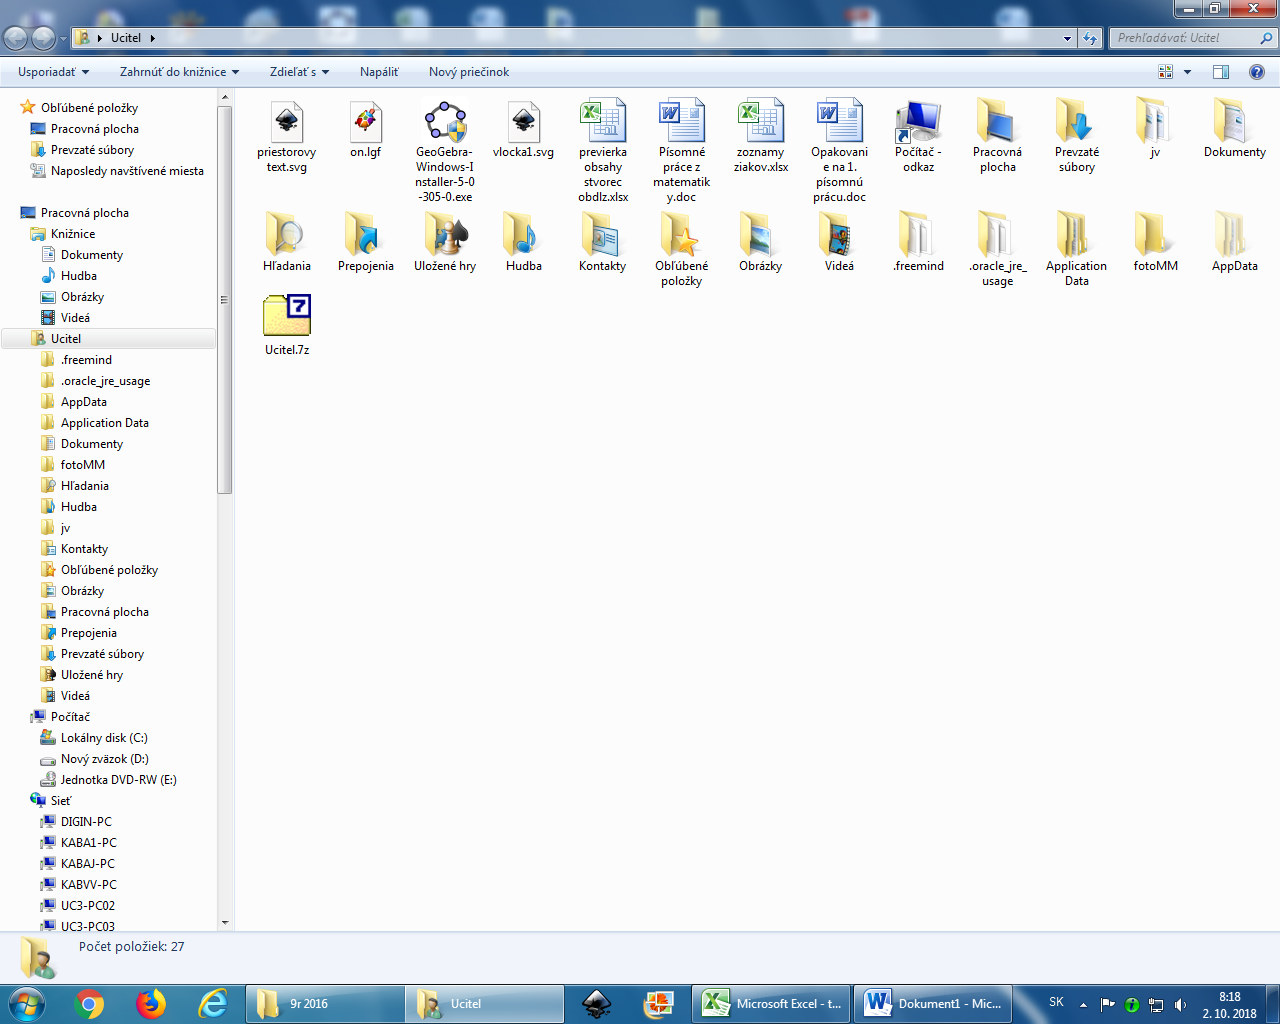 Ucitel
Prehľadávať: Ucitel
Usporiadať
Zahrnúť do knižnice
Zdieľať s
Napáliť
Nový priečinok
Obľúbené položky
Pracovná plocha
Prevzaté súbory
Naposledy navštívené miesta
Pracovná plocha
Knižnice
Dokumenty
Hudba
Obrázky
Videá
Ucitel
.freemind
.oracle_jre_usage
AppData
Application Data
Dokumenty
fotoMM
Hľadania
Hudba
jv
Kontakty
Obľúbené položky
Obrázky
Pracovná plocha
Prepojenia
Prevzaté súbory
Uložené hry
Videá
Počítač
Lokálny disk (C:)
Nový zväzok (D:)
Jednotka DVD-RW (E:)
Sieť
DIGIN-PC
KABA1-PC
KABAJ-PC
KABVV-PC
UC3-PC02
UC3-PC03
priestorovy
text.svg
on.lgf
GeoGebra-
Windows-I
nstaller-5-0
-305-0.exe
vlocka1.svg
previerka
obsahy
stvorec
obdlz.xlsx
Písomné
práce z
matematik
y.doc
zoznamy
ziakov.xlsx
Opakovani
e na 1.
písomnú
prácu.doc
Počítač -
odkaz
Pracovná
plocha
Prevzaté
súbory
jv
Dokumenty
Hľadania
Prepojenia
Uložené hry
Hudba
Kontakty
Obľúbené
položky
Obrázky
Videá
.freemind
.oracle_jre_
usage
Application
Data
fotoMM
AppData
7
Ucitel.7z
Počet položiek: 27
9r 2016
Ucitel
Microsoft Excel - t...
Dokument1 - Mic...
SK
8:18
2. 10. 2018